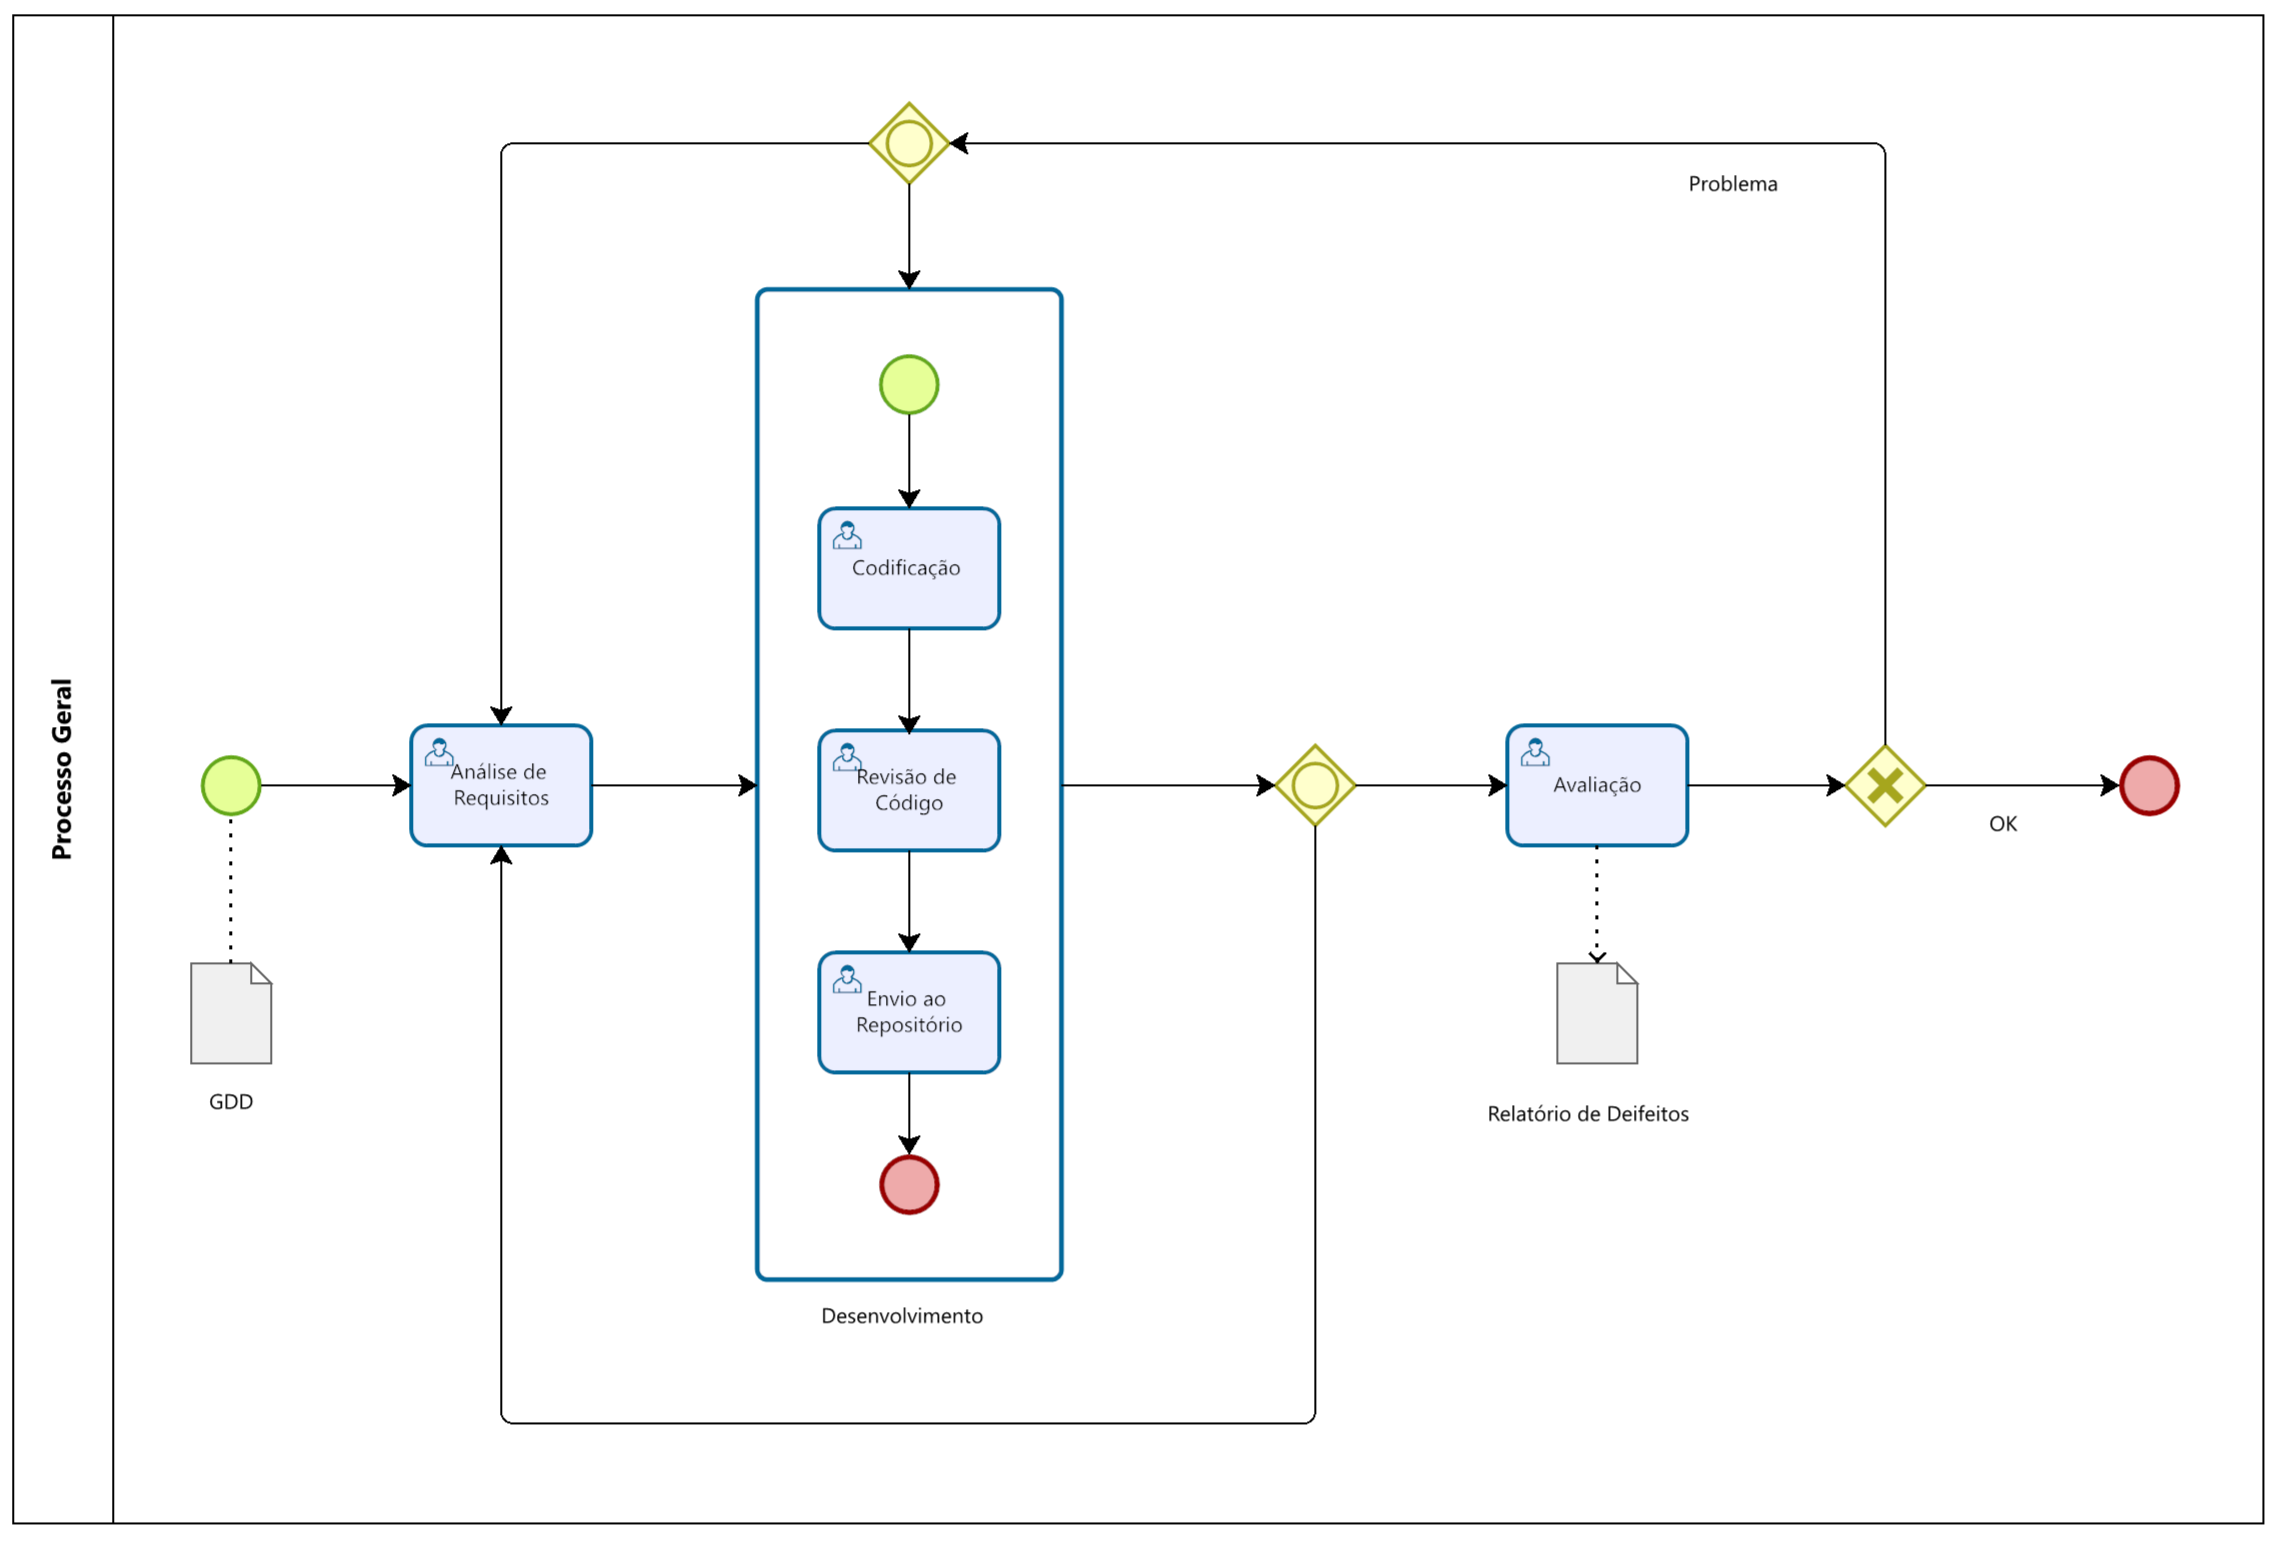 Processo Geral
Problema
Codificação
Análise de
Requisitos
Revisão de
Código
Avaliação
OK
Envio ao
Repositório
GDD
Relatório de Deifeitos
Desenvolvimento